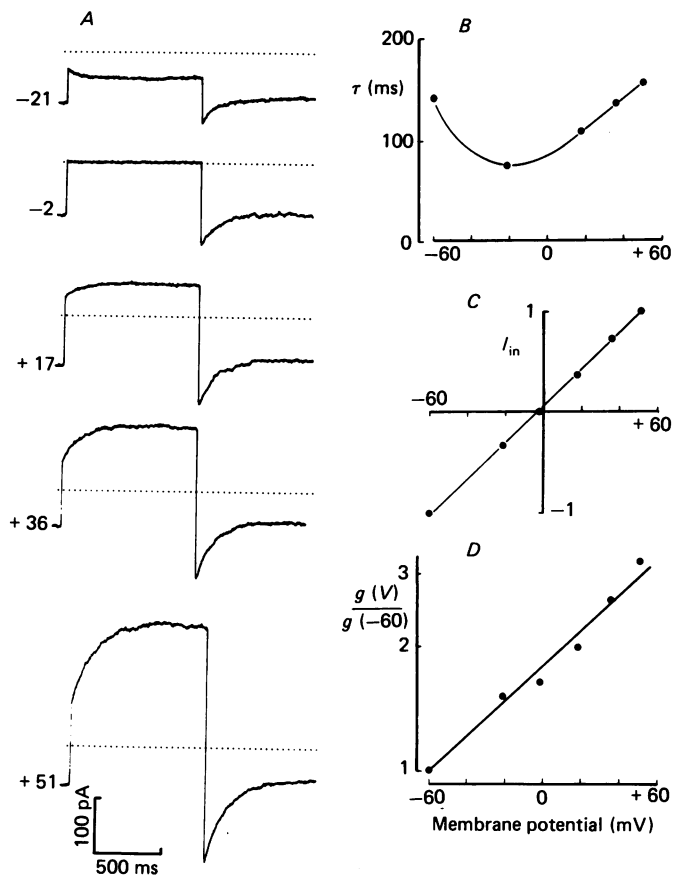 A
−21
−2
+ 17
+ 36
+ 51
100 pA
500 ms
B
200
τ (ms)
100
0
−60
0
+ 60
C
1
I in
−60
+ 60
−1
D
3
g (V)
g (−60)
2
1
−60
0
+ 60
Membrane potential (mV)